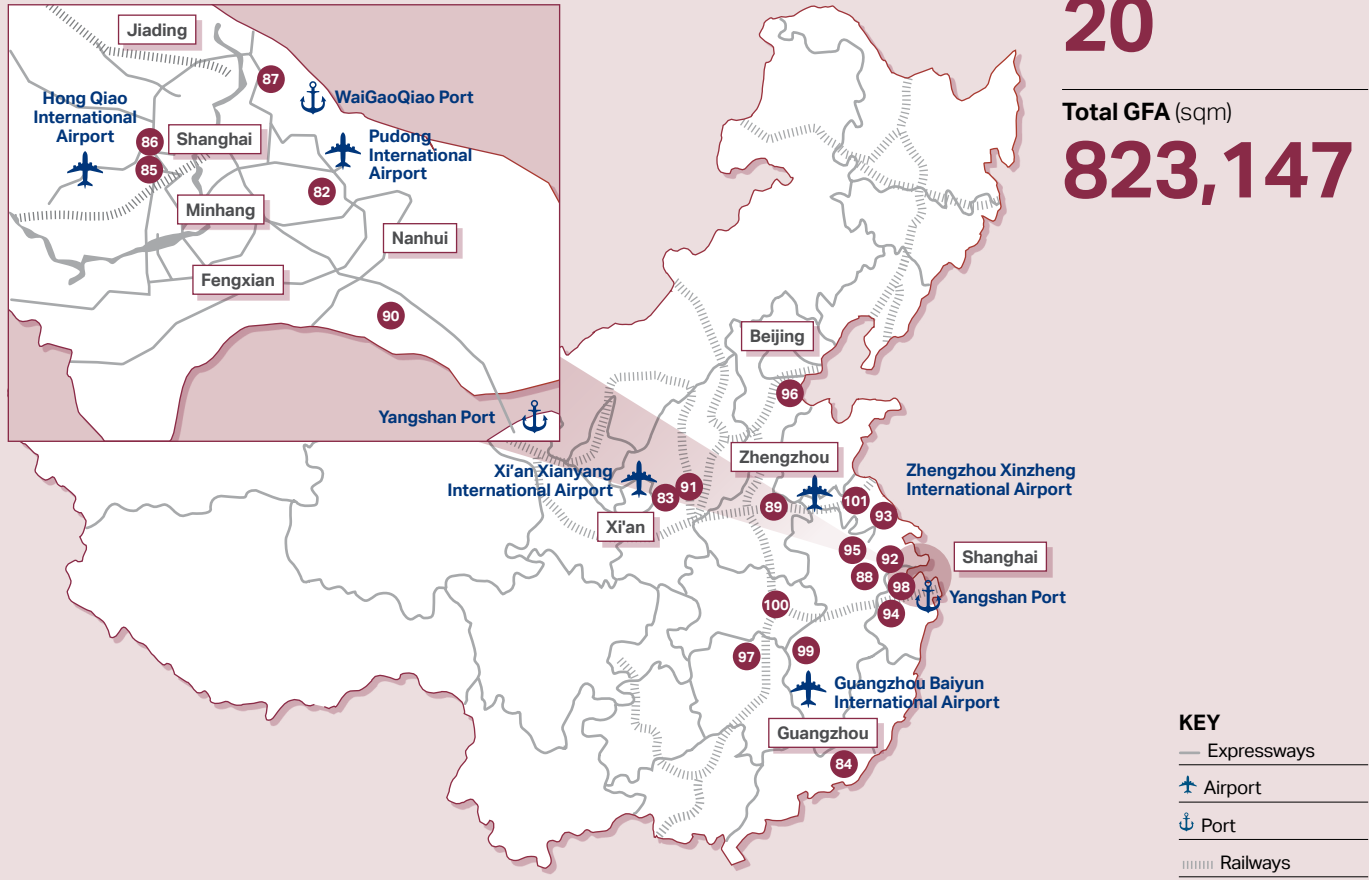 Jiading
87
WaiGaoQiao Port
Hong Qiao
International
Airport
86
Shanghai
Pudong
International
Airport
85
82
Minhang
Nanhui
Fengxian
90
Yangshan Port
20
Total GFA (sqm)
823,147
Beijing
96
Zhengzhou
Xi'an Xianyang
International Airport
83
91
Xi'an
89
Zhengzhou Xinzheng
International Airport
101
93
95
92
88
98
94
Shanghai
Yangshan Port
100
97
99
Guangzhou Baiyun
International Airport
Guangzhou
84
KEY
Expressways
Airport
Port
Railways